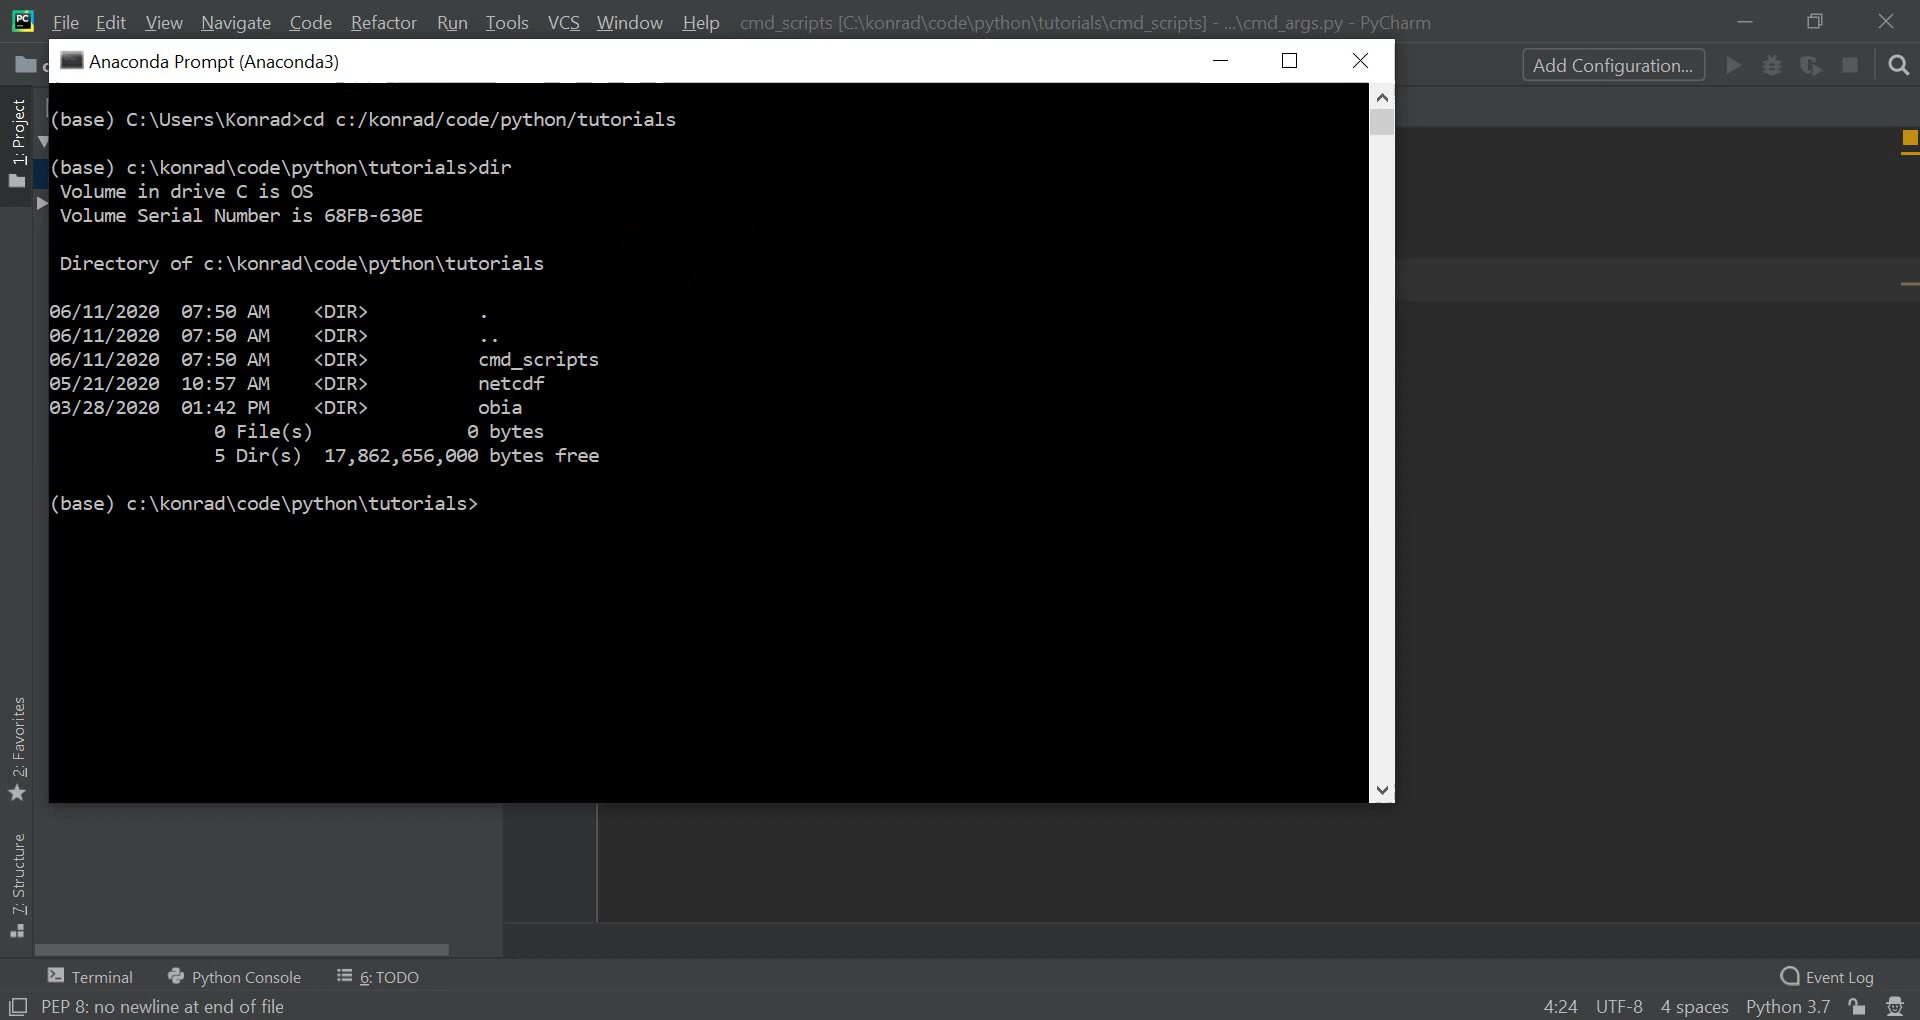 PC File Edit View Navigate Code Refactor Run Tools VCS Window Help cmd_scripts [C:\konrad\code\python\tutorials\cmd_scripts] - ...\cmd_args.py - PyCharm
Add Configuration...
Anaconda Prompt (Anaconda3)
1: Project
(base) C:\Users\Konrad>cd c:/konrad/code/python/tutorials
(base) c:\konrad\code\python\tutorials>dir
Volume in drive C is OS
Volume Serial Number is 68FB-630E
Directory of c:\konrad\code\python\tutorials
06/11/2020 07:50 AM <DIR> .
06/11/2020 07:50 AM <DIR> ..
06/11/2020 07:50 AM <DIR> cmd_scripts
05/21/2020 10:57 AM <DIR> netcdf
03/28/2020 01:42 PM <DIR> obia
0 File(s) 0 bytes
5 Dir(s) 17,862,656,000 bytes free
(base) c:\konrad\code\python\tutorials>
2: Favorites
7: Structure
Terminal Python Console 6: TODO Event Log
PEP 8: no newline at end of file 4:24 UTF-8 4 spaces Python 3.7